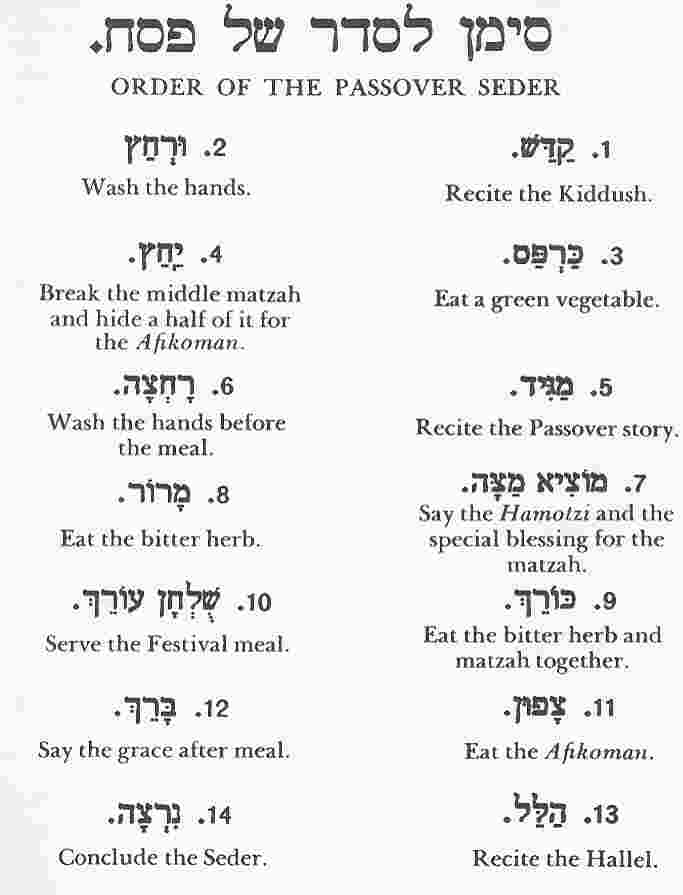 סימן לסדר של פסח.
ORDER OF THE PASSOVER SEDER
1. קַדֵּשׁ.
Recite the Kiddush.
2. וּרְחַץ
Wash the hands.
3. כַּרְפַּס.
Eat a green vegetable.
4. יַחַץ.
Break the middle matzah
and hide a half of it for
the Afikoman.
5. מַגִּיד.
Recite the Passover story.
6. רָחְצָה.
Wash the hands before
the meal.
7. מוֹצִיא מַצָּה.
Say the Hamotzi and the
special blessing for the
matzah.
8. מָרוֹר.
Eat the bitter herb.
9. כּוֹרֵךְ.
Eat the bitter herb and
matzah together.
10. שֻׁלְחָן עוֹרֵךְ.
Serve the Festival meal.
11. צָפוּן.
Eat the Afikoman.
12. בָּרֵךְ.
Say the grace after meal.
13. הַלֵּל.
Recite the Hallel.
14. נִרְצָה.
Conclude the Seder.